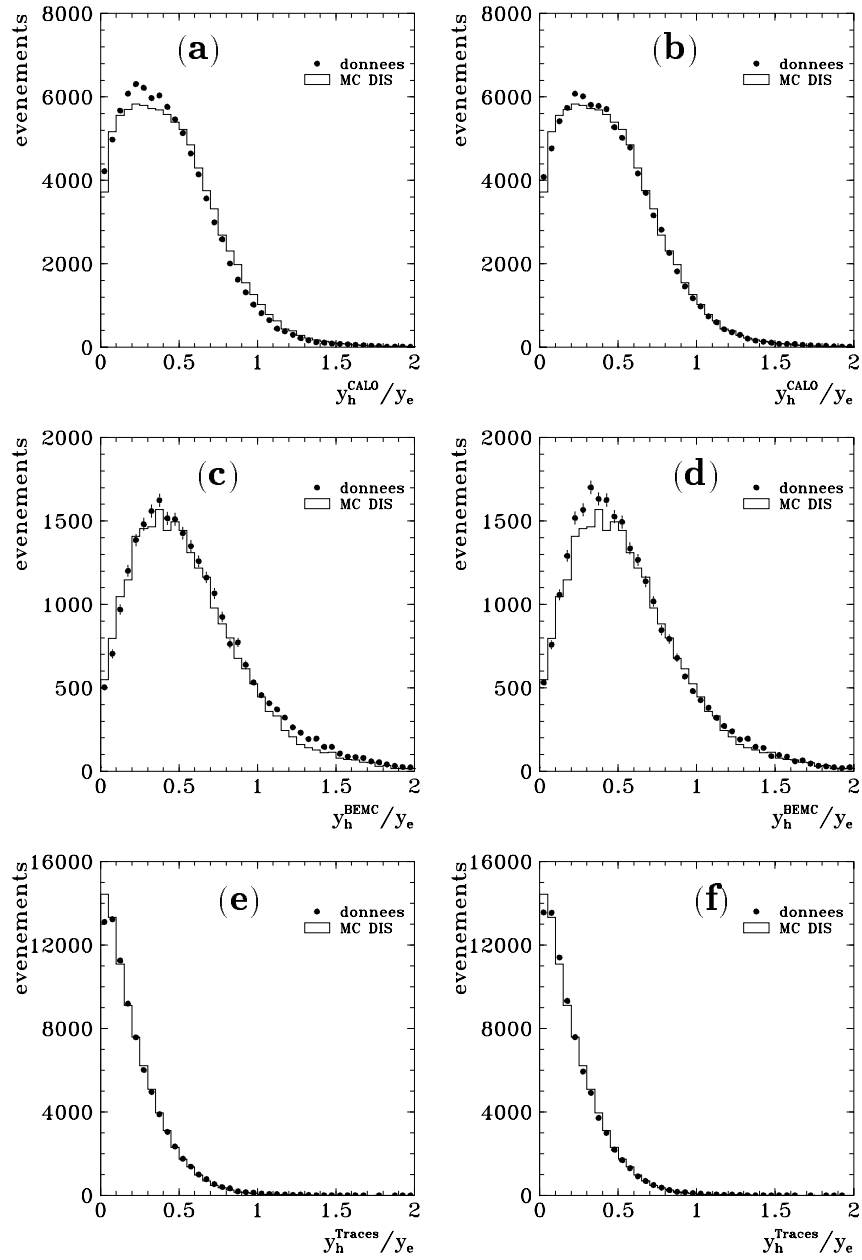 evenements
8000
6000
4000
2000
0
(a)
donnees
MC DIS
0 0.5 1 1.5 2
y_h^CALO/y_e
evenements
8000
6000
4000
2000
0
(b)
donnees
MC DIS
0 0.5 1 1.5 2
y_h^CALO/y_e
evenements
2000
1500
1000
500
0
(c)
donnees
MC DIS
0 0.5 1 1.5 2
y_h^BEMC/y_e
evenements
2000
1500
1000
500
0
(d)
donnees
MC DIS
0 0.5 1 1.5 2
y_h^BEMC/y_e
evenements
16000
12000
8000
4000
0
(e)
donnees
MC DIS
0 0.5 1 1.5 2
y_h^Traces/y_e
evenements
16000
12000
8000
4000
0
(f)
donnees
MC DIS
0 0.5 1 1.5 2
y_h^Traces/y_e